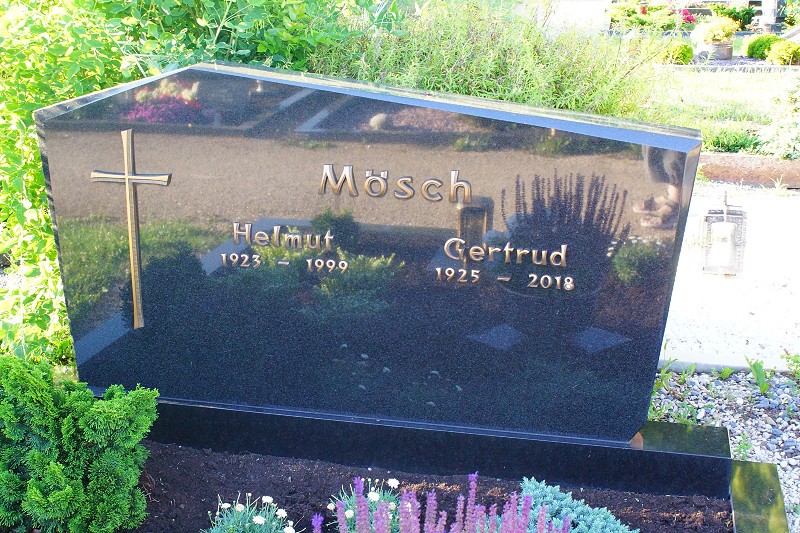 Mösch
Helmut
1923 - 1999
Gertrud
1925 - 2018